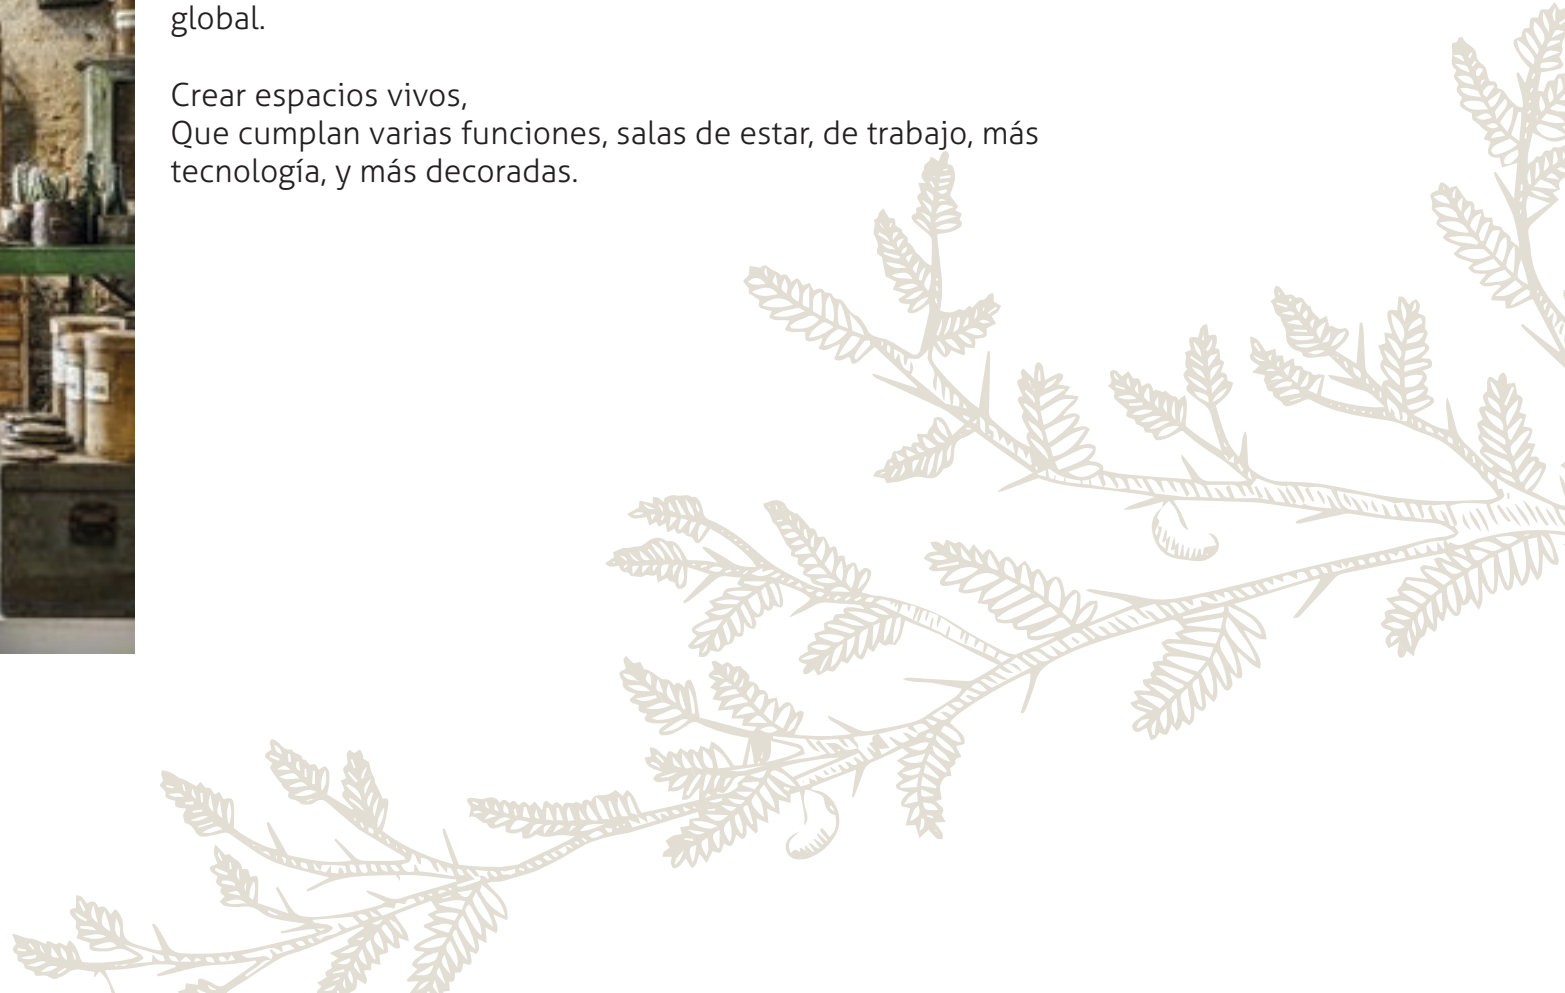 global.
Crear espacios vivos,
Que cumplan varias funciones, salas de estar, de trabajo, más
tecnología, y más decoradas.